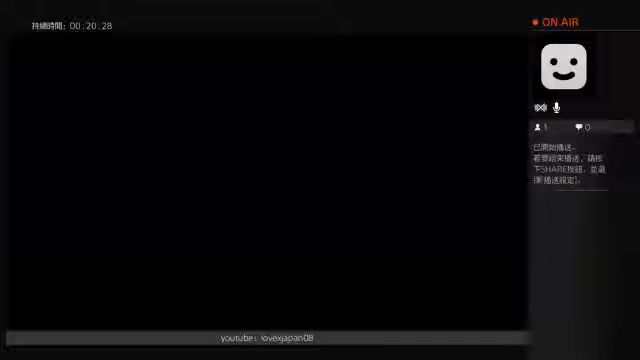 持續時間: 00:20:28
ON AIR
1
0
已開始播送。
若要結束播送，請按
下SHARE按鈕，並選
擇[播送設定]。
youtube: lovexjapan08